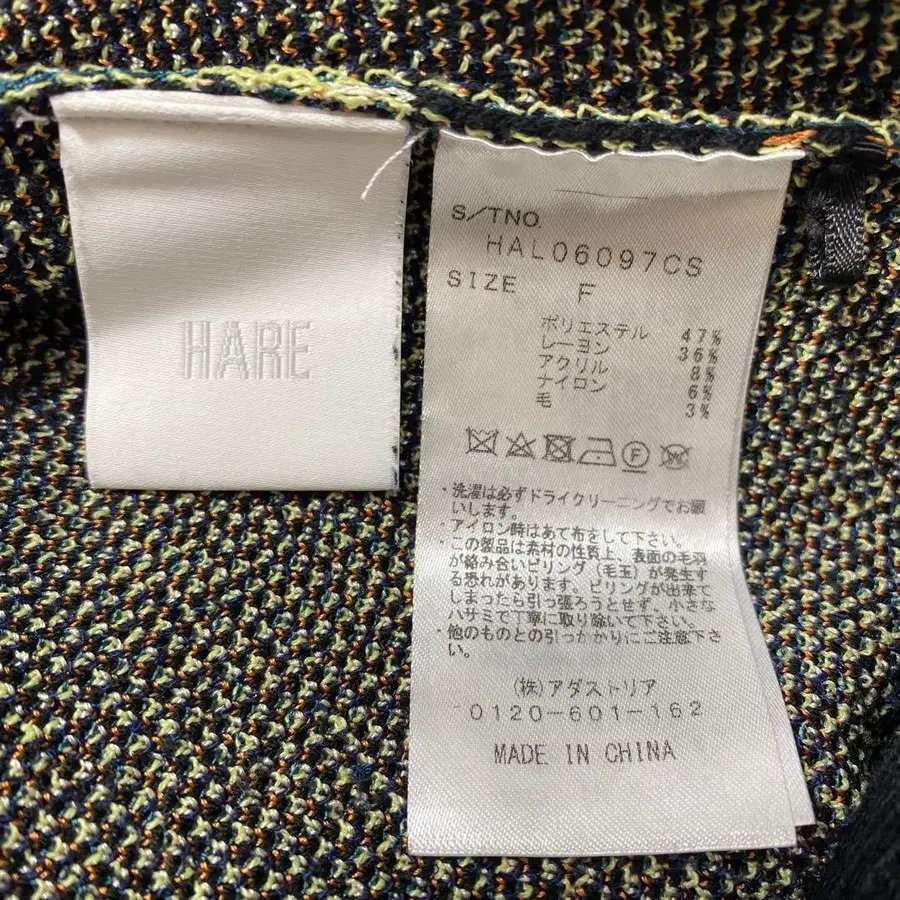 HARE
S/TNO.
HAL06097CS
SIZE F
ポリエステル 47%
レーヨン 36%
アクリル 8%
ナイロン 6%
毛 3%
F
・洗濯は必ずドライクリーニングでお願
いします。
・アイロン時はあて布をして下さい。
・この製品は素材の性質上、表面の毛羽
が絡み合いピリング(毛玉)が発生す
る恐れがあります。ピリングが出来て
しまったら引っ張ろうとせず、小さな
ハサミで丁寧に取り除いて下さい。
・他のものとの引っかかりにご注意下さ
い。
(株)アダストリア
0120-601-162
MADE IN CHINA